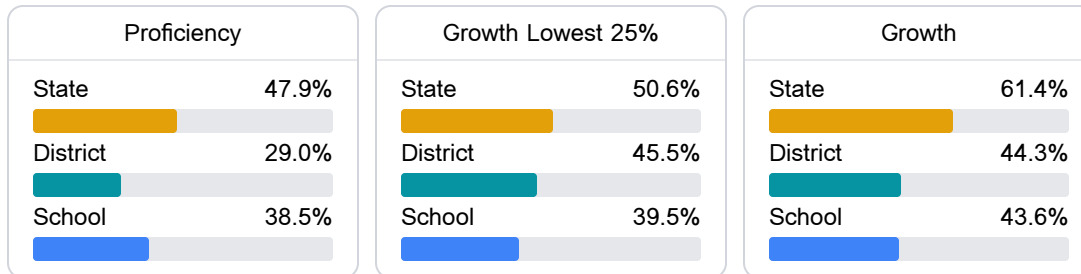 Proficiency
State 47.9%
District 29.0%
School 38.5%
Growth Lowest 25%
State 50.6%
District 45.5%
School 39.5%
Growth
State 61.4%
District 44.3%
School 43.6%